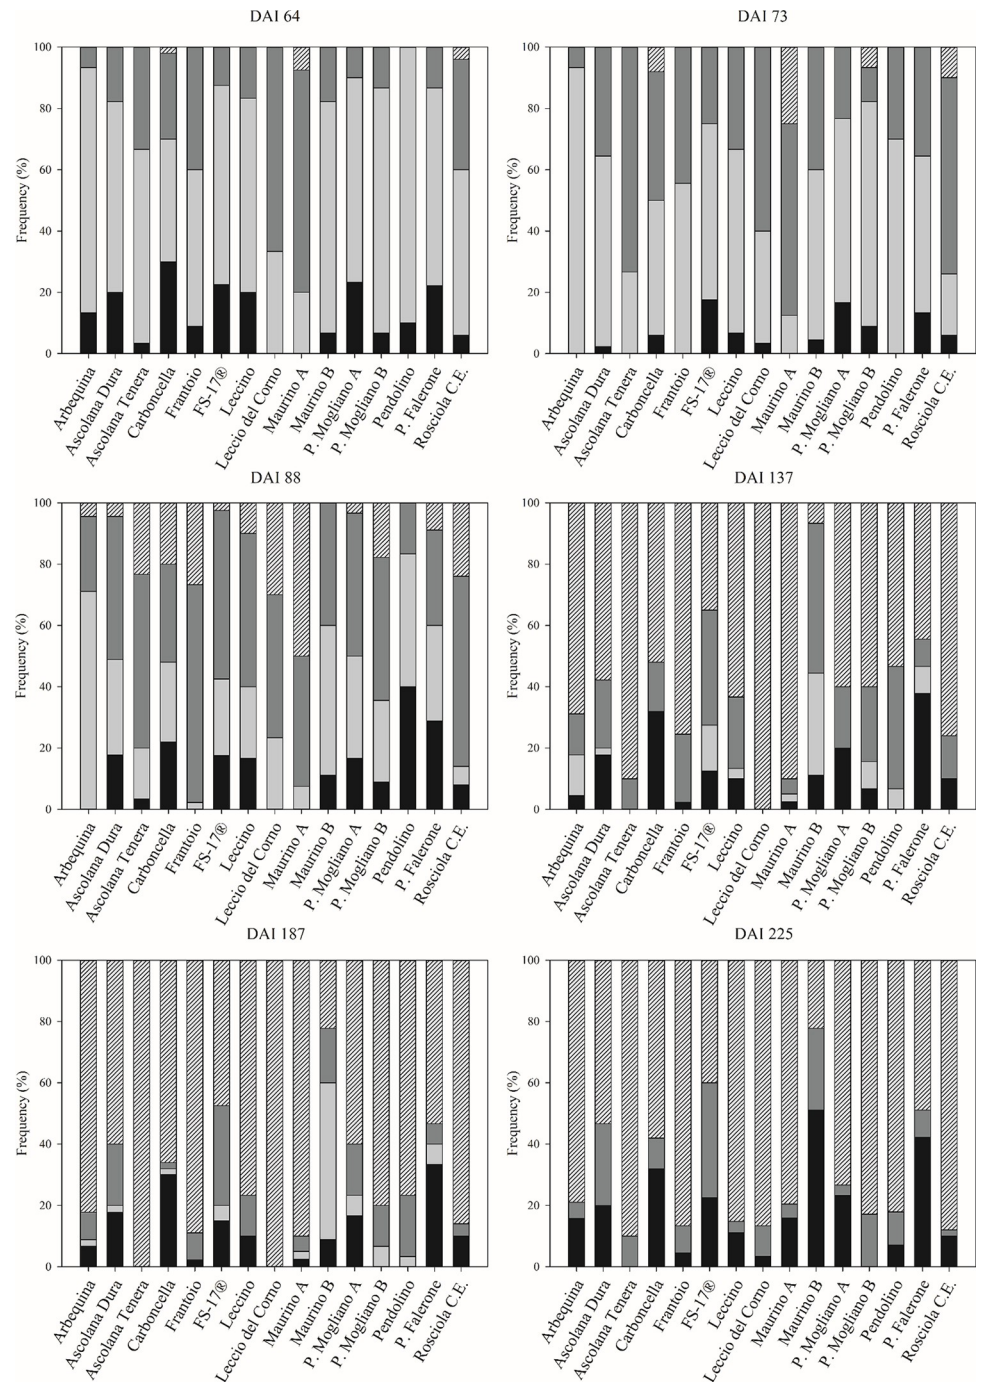 DAI 64
DAI 73
Frequency (%)
100
80
60
40
20
0
Arbequina
Ascolana Dura
Ascolana Tenera
Carboncella
Frantoio
FS-17®
Leccino
Leccio del Corno
Maurino A
Maurino B
P. Mogliano A
P. Mogliano B
Pendolino
P. Falerone
Rosciola C.E.
Frequency (%)
100
80
60
40
20
0
Arbequina
Ascolana Dura
Ascolana Tenera
Carboncella
Frantoio
FS-17®
Leccino
Leccio del Corno
Maurino A
Maurino B
P. Mogliano A
P. Mogliano B
Pendolino
P. Falerone
Rosciola C.E.
DAI 88
DAI 137
Frequency (%)
100
80
60
40
20
0
Arbequina
Ascolana Dura
Ascolana Tenera
Carboncella
Frantoio
FS-17®
Leccino
Leccio del Corno
Maurino A
Maurino B
P. Mogliano A
P. Mogliano B
Pendolino
P. Falerone
Rosciola C.E.
Frequency (%)
100
80
60
40
20
0
Arbequina
Ascolana Dura
Ascolana Tenera
Carboncella
Frantoio
FS-17®
Leccino
Leccio del Corno
Maurino A
Maurino B
P. Mogliano A
P. Mogliano B
Pendolino
P. Falerone
Rosciola C.E.
DAI 187
DAI 225
Frequency (%)
100
80
60
40
20
0
Arbequina
Ascolana Dura
Ascolana Tenera
Carboncella
Frantoio
FS-17®
Leccino
Leccio del Corno
Maurino A
Maurino B
P. Mogliano A
P. Mogliano B
Pendolino
P. Falerone
Rosciola C.E.
Frequency (%)
100
80
60
40
20
0
Arbequina
Ascolana Dura
Ascolana Tenera
Carboncella
Frantoio
FS-17®
Leccino
Leccio del Corno
Maurino A
Maurino B
P. Mogliano A
P. Mogliano B
Pendolino
P. Falerone
Rosciola C.E.